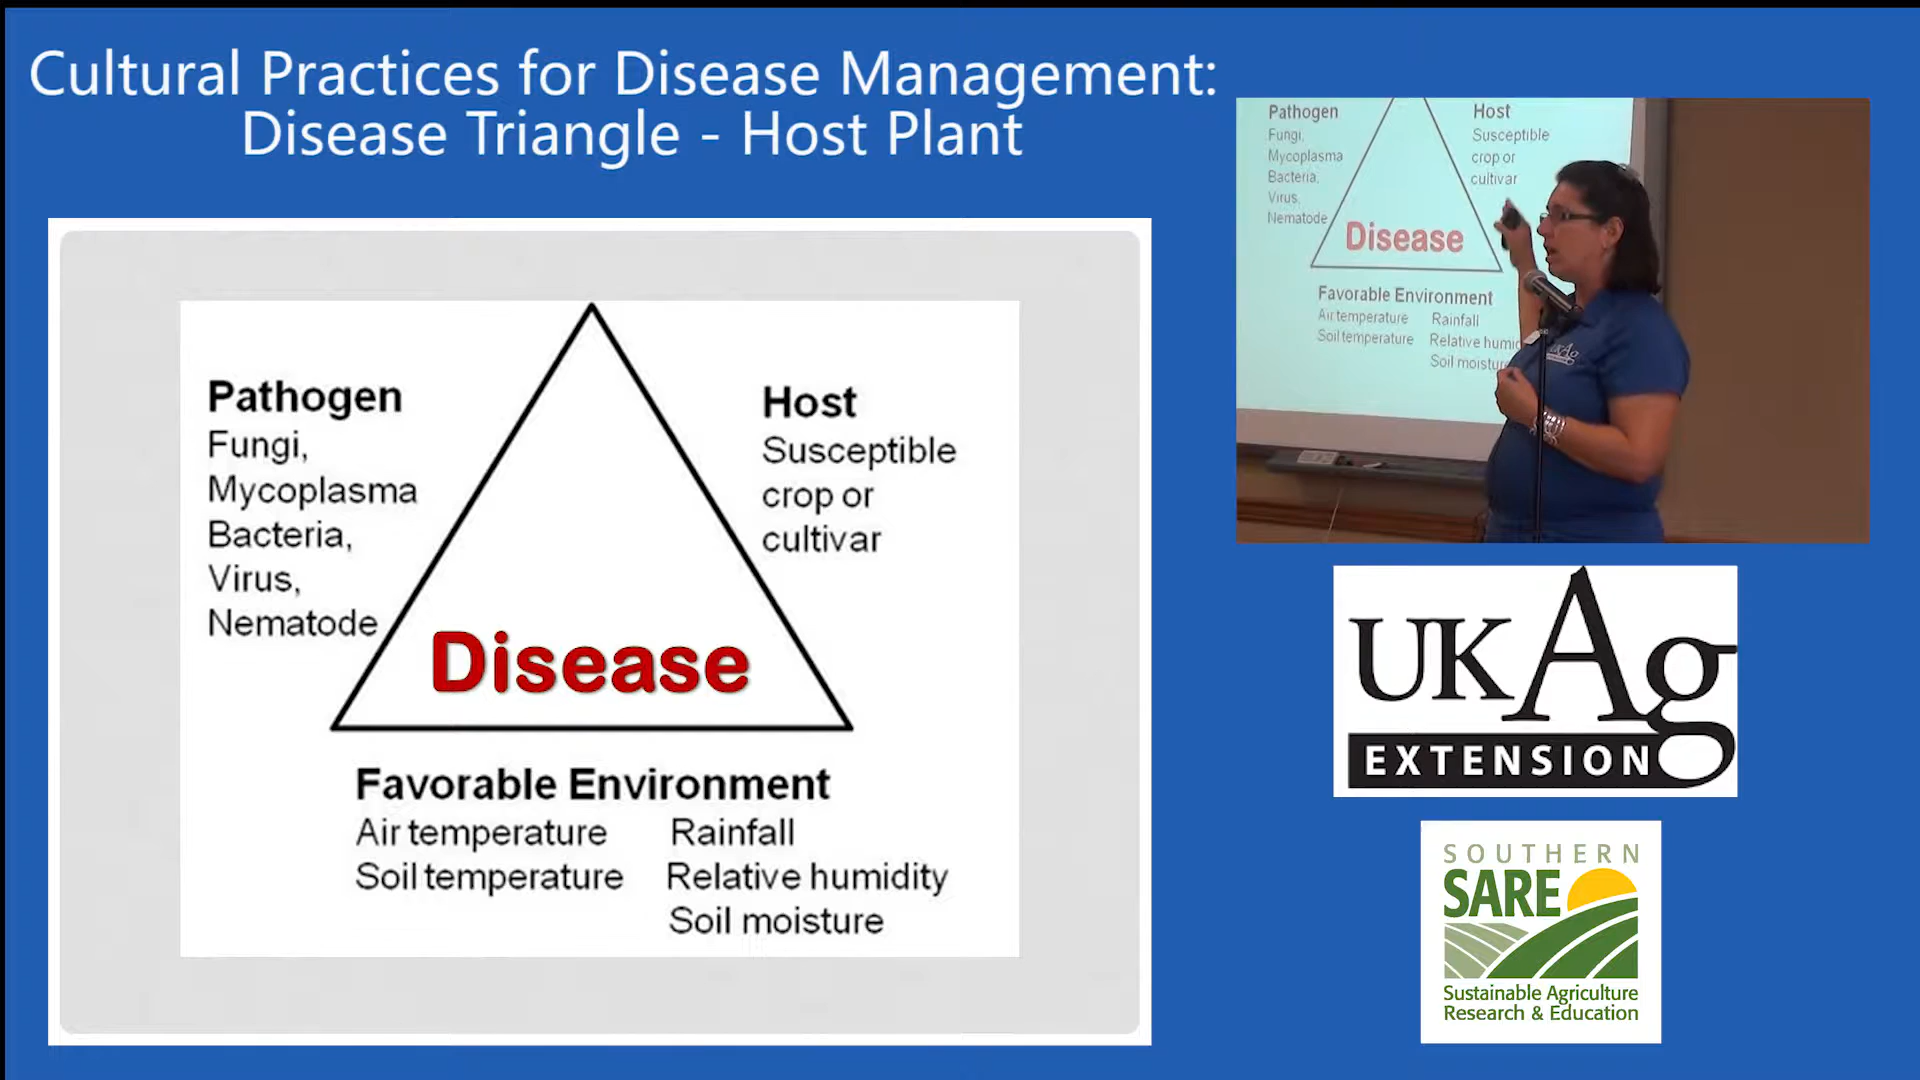 Cultural Practices for Disease Management:
Disease Triangle - Host Plant
Pathogen
Fungi,
Mycoplasma
Bacteria,
Virus,
Nematode
Host
Susceptible
crop or
cultivar
Disease
Favorable Environment
Air temperature Rainfall
Soil temperature Relative humidity
Soil moisture
Pathogen
Fungi,
Mycoplasma
Bacteria,
Virus,
Nematode
Host
Susceptible
crop or
cultivar
Disease
Favorable Environment
Air temperature Rainfall
Soil temperature Relative
UKAg
EXTENSION
UKAg
EXTENSION
SOUTHERN
SARE
Sustainable Agriculture
Research & Education